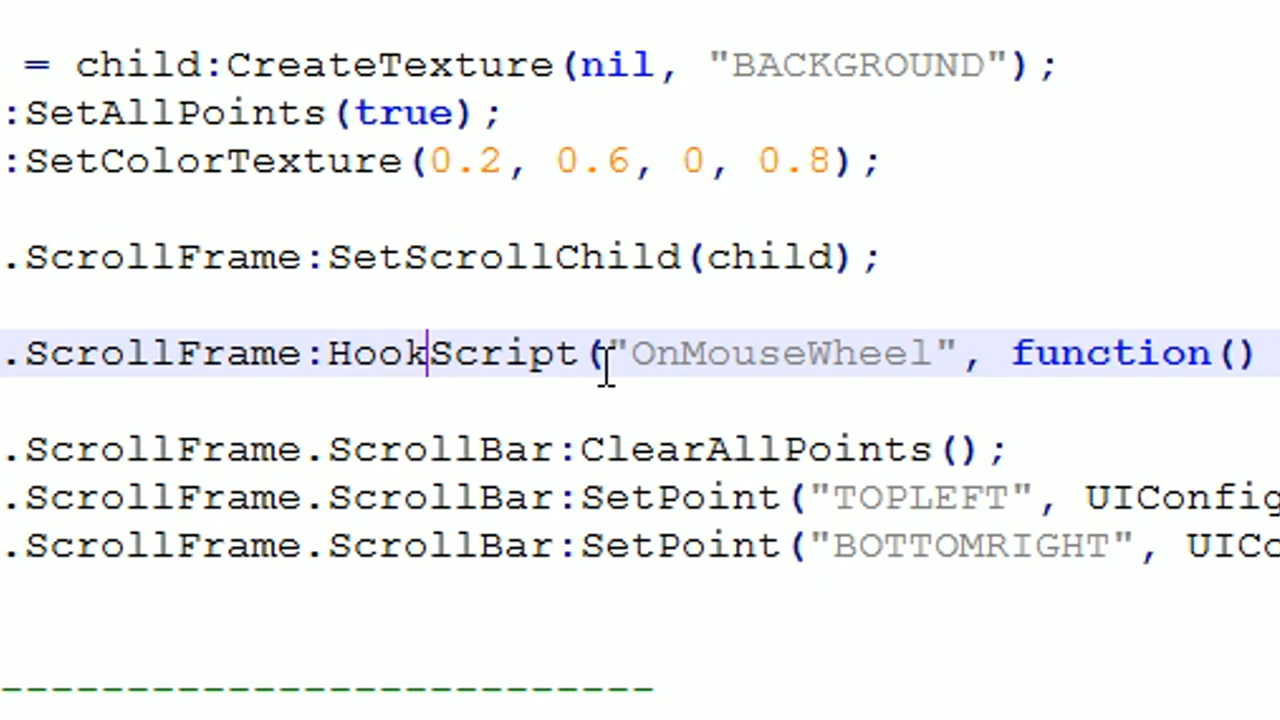 = child:CreateTexture(nil, "BACKGROUND");
:SetAllPoints(true);
:SetColorTexture(0.2, 0.6, 0, 0.8);
.ScrollFrame:SetScrollChild(child);
.ScrollFrame:HookScript("OnMouseWheel", function()
.ScrollFrame.ScrollBar:ClearAllPoints();
.ScrollFrame.ScrollBar:SetPoint("TOPLEFT", UIConfig
.ScrollFrame.ScrollBar:SetPoint("BOTTOMRIGHT", UICo
--------------------------